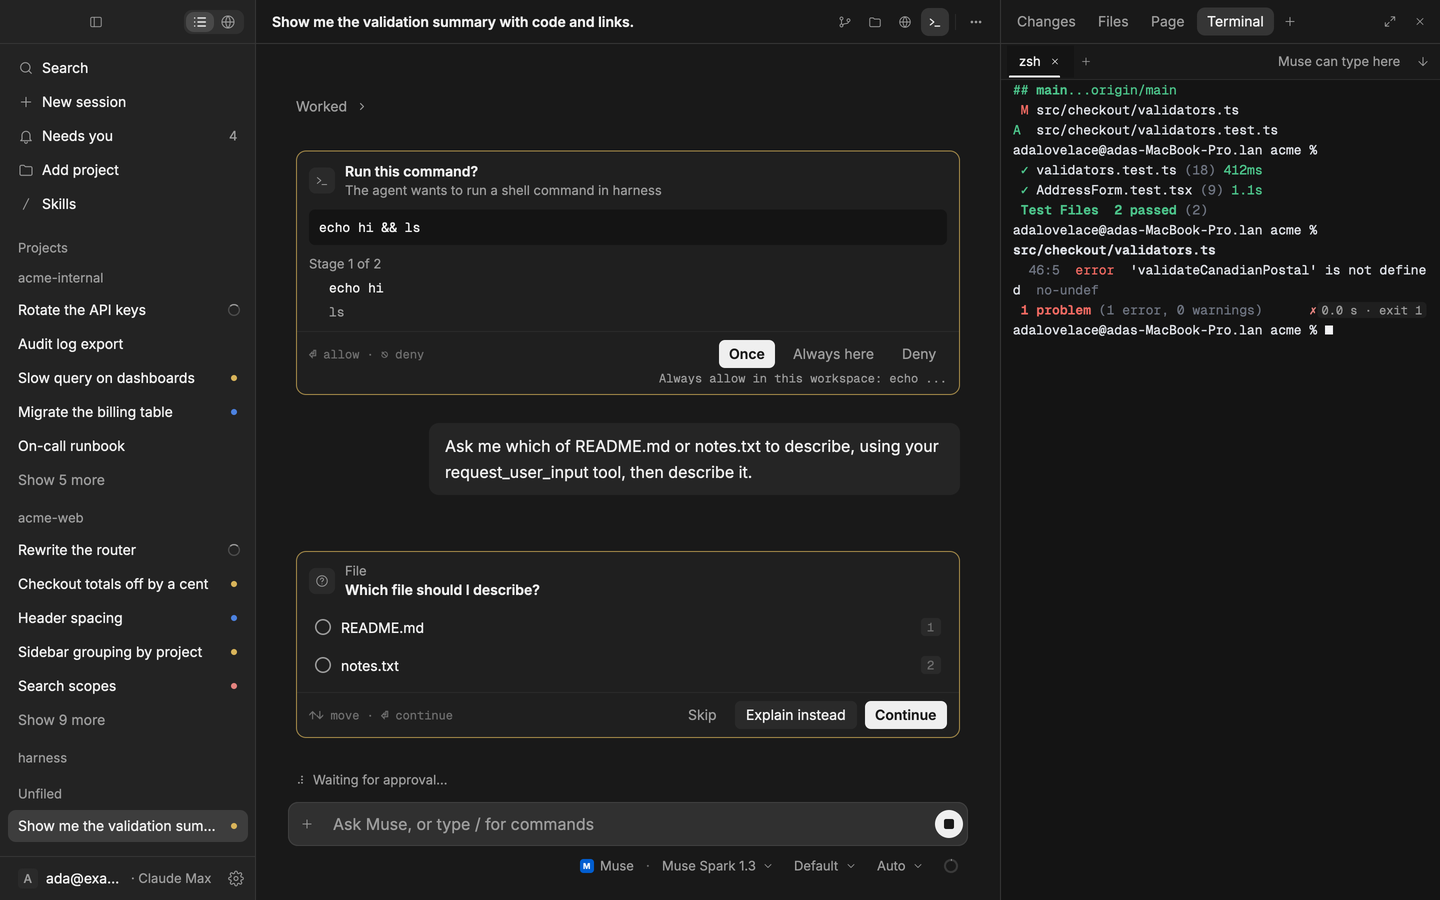 Search
New session
Needs you 4
Add project
Skills
Projects
acme-internal
Rotate the API keys
Audit log export
Slow query on dashboards
Migrate the billing table
On-call runbook
Show 5 more
acme-web
Rewrite the router
Checkout totals off by a cent
Header spacing
Sidebar grouping by project
Search scopes
Show 9 more
harness
Unfiled
Show me the validation sum...
A ada@exa... · Claude Max
Show me the validation summary with code and links.
Worked
Run this command?
The agent wants to run a shell command in harness
echo hi && ls
Stage 1 of 2
echo hi
ls
⏎ allow · ⦸ deny Once Always here Deny
Always allow in this workspace: echo ...
Ask me which of README.md or notes.txt to describe, using your
request_user_input tool, then describe it.
File
Which file should I describe?
README.md 1
notes.txt 2
↑↓ move · ⏎ continue Skip Explain instead Continue
Waiting for approval...
Ask Muse, or type / for commands
M Muse · Muse Spark 1.3 Default Auto
Changes Files Page Terminal
zsh × + Muse can type here ↓
## main...origin/main
M src/checkout/validators.ts
A src/checkout/validators.test.ts
adalovelace@adas-MacBook-Pro.lan acme %
✓ validators.test.ts (18) 412ms
✓ AddressForm.test.tsx (9) 1.1s
Test Files 2 passed (2)
adalovelace@adas-MacBook-Pro.lan acme %
src/checkout/validators.ts
46:5 error 'validateCanadianPostal' is not define
d no-undef
1 problem (1 error, 0 warnings) ✗ 0.0 s · exit 1
adalovelace@adas-MacBook-Pro.lan acme %